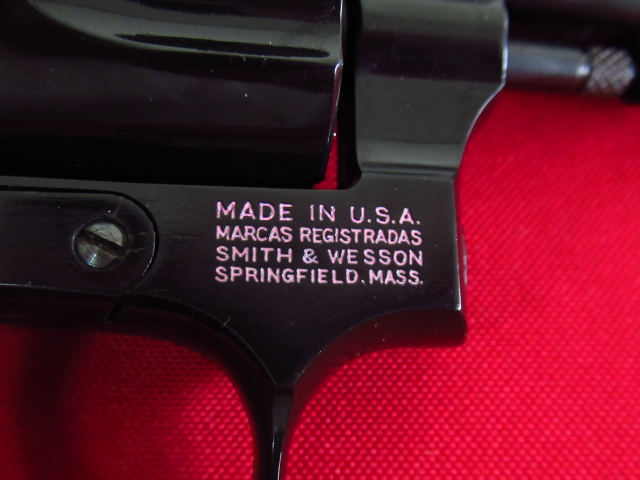 MADE IN U.S.A.
MARCAS REGISTRADAS
SMITH & WESSON
SPRINGFIELD. MASS.